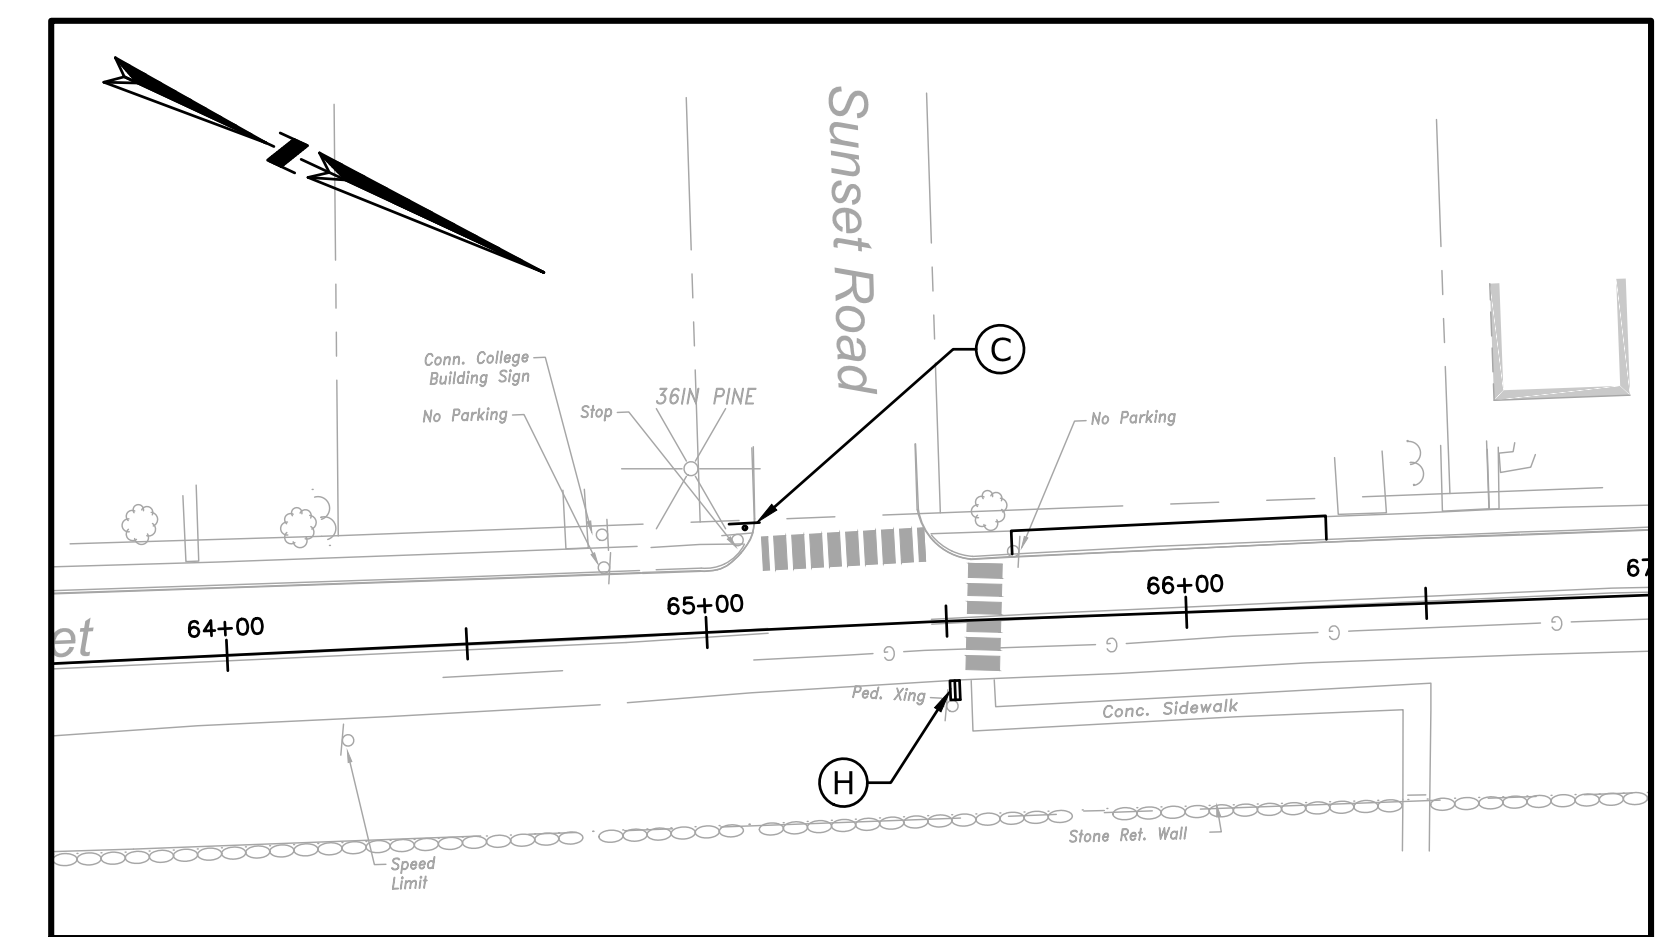 Sunset Road
C
Conn. College
Building Sign
No Parking
Stop
36IN PINE
No Parking
64+00
65+00
66+00
67
et
G
G
G
Ped. Xing
Conc. Sidewalk
H
Stone Ret. Wall
Speed
Limit